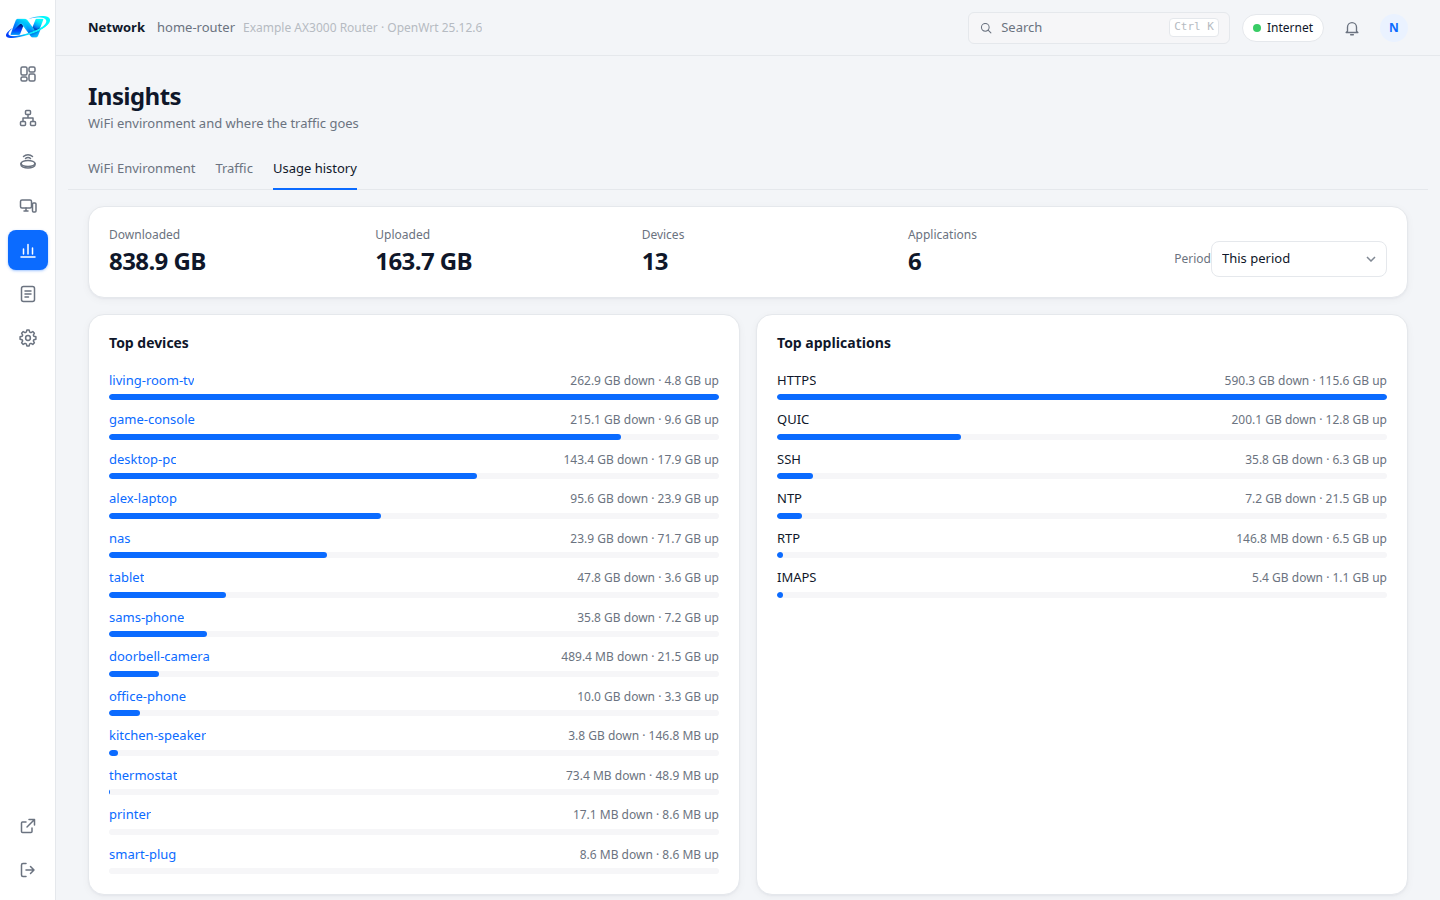 Network home-router Example AX3000 Router · OpenWrt 25.12.6
Search Ctrl K
Internet
N
Insights
WiFi environment and where the traffic goes
WiFi Environment Traffic Usage history
Downloaded
838.9 GB
Uploaded
163.7 GB
Devices
13
Applications
6
Period This period
Top devices
living-room-tv 262.9 GB down · 4.8 GB up
game-console 215.1 GB down · 9.6 GB up
desktop-pc 143.4 GB down · 17.9 GB up
alex-laptop 95.6 GB down · 23.9 GB up
nas 23.9 GB down · 71.7 GB up
tablet 47.8 GB down · 3.6 GB up
sams-phone 35.8 GB down · 7.2 GB up
doorbell-camera 489.4 MB down · 21.5 GB up
office-phone 10.0 GB down · 3.3 GB up
kitchen-speaker 3.8 GB down · 146.8 MB up
thermostat 73.4 MB down · 48.9 MB up
printer 17.1 MB down · 8.6 MB up
smart-plug 8.6 MB down · 8.6 MB up
Top applications
HTTPS 590.3 GB down · 115.6 GB up
QUIC 200.1 GB down · 12.8 GB up
SSH 35.8 GB down · 6.3 GB up
NTP 7.2 GB down · 21.5 GB up
RTP 146.8 MB down · 6.5 GB up
IMAPS 5.4 GB down · 1.1 GB up